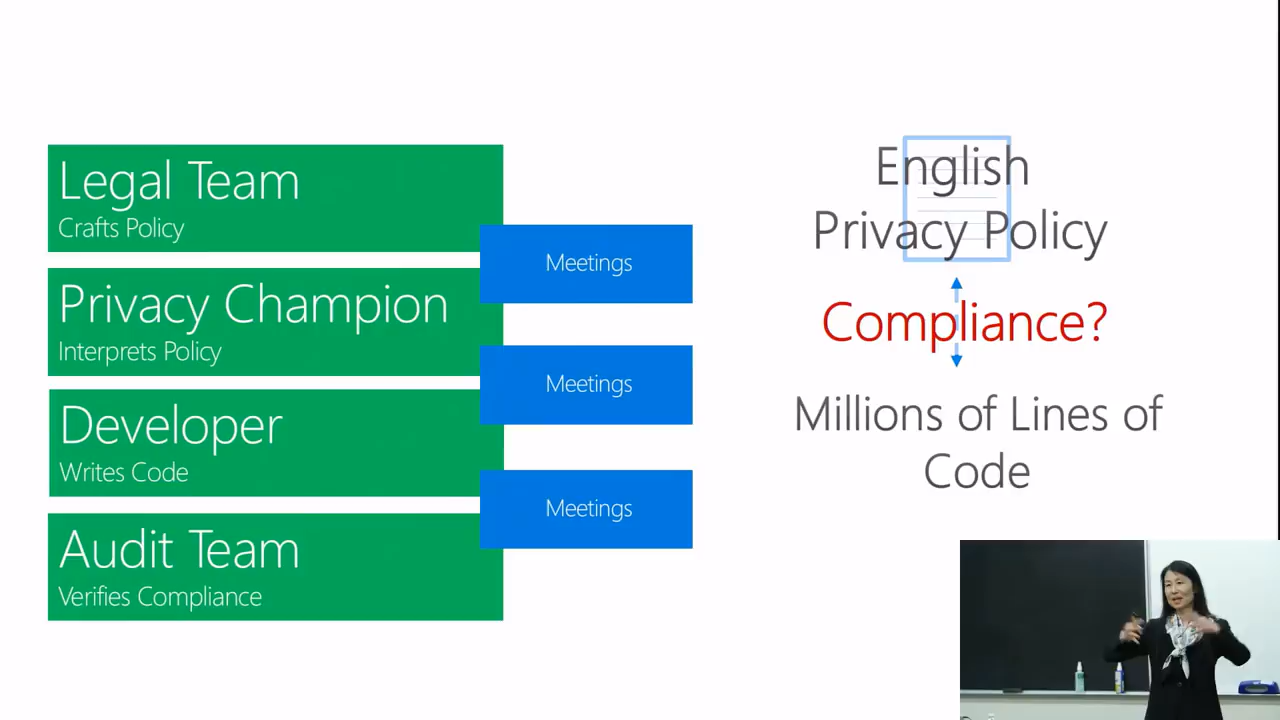 Legal Team
Crafts Policy
Meetings
Privacy Champion
Interprets Policy
Meetings
Developer
Writes Code
Meetings
Audit Team
Verifies Compliance
English
Privacy Policy
Compliance?
Millions of Lines of
Code